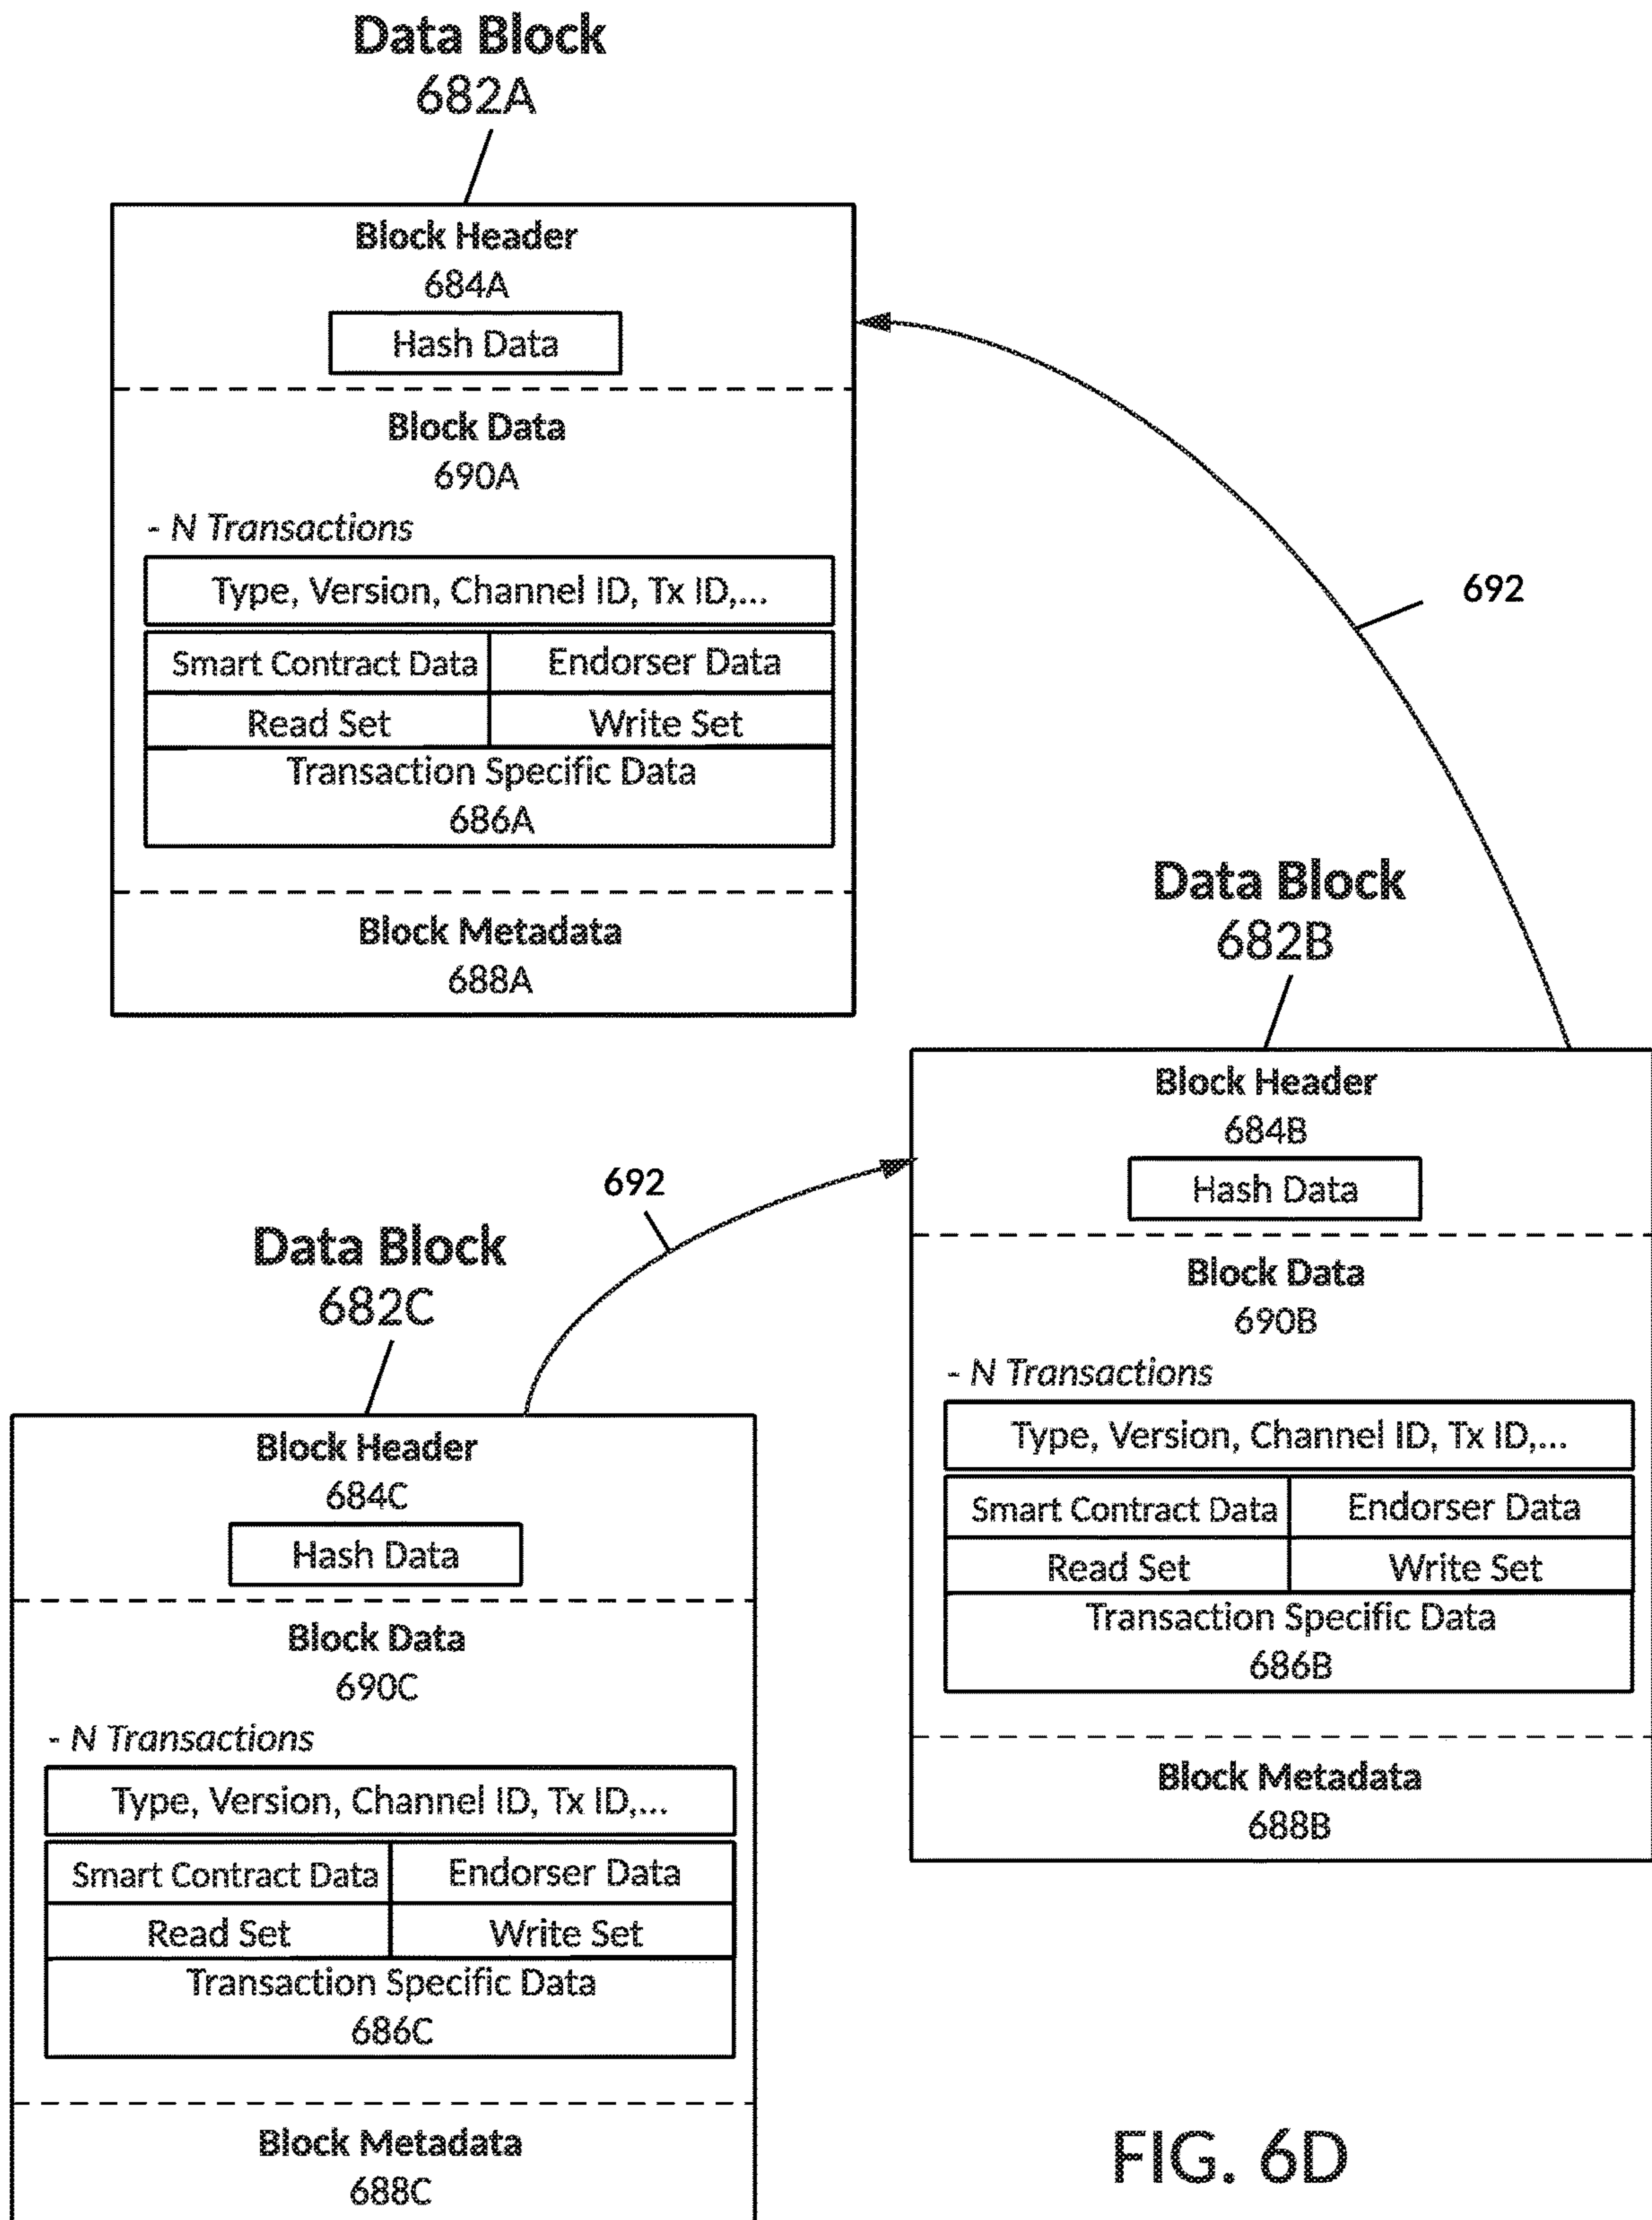 Data Block
682A
Block Header
684A
Hash Data
Block Data
690A
- N Transactions
Type, Version, Channel ID, Tx ID,...
Smart Contract Data
Endorser Data
Read Set
Write Set
Transaction Specific Data
686A
Block Metadata
688A
692
Data Block
682B
Block Header
684B
Hash Data
Block Data
690B
- N Transactions
Type, Version, Channel ID, Tx ID,...
Smart Contract Data
Endorser Data
Read Set
Write Set
Transaction Specific Data
686B
Block Metadata
688B
692
Data Block
682C
Block Header
684C
Hash Data
Block Data
690C
- N Transactions
Type, Version, Channel ID, Tx ID,...
Smart Contract Data
Endorser Data
Read Set
Write Set
Transaction Specific Data
686C
Block Metadata
688C
FIG. 6D